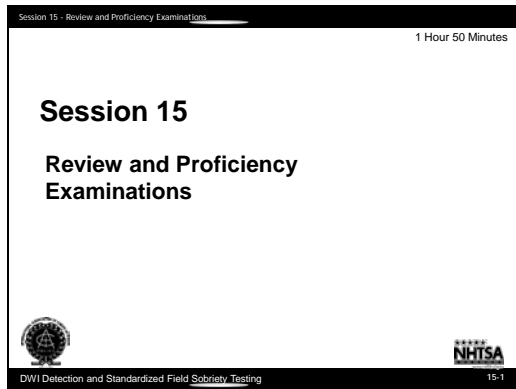 Session 15 - Review and Proficiency Examinations
1 Hour 50 Minutes
Session 15
Review and Proficiency
Examinations
NHTSA
DWI Detection and Standardized Field Sobriety Testing
15-1